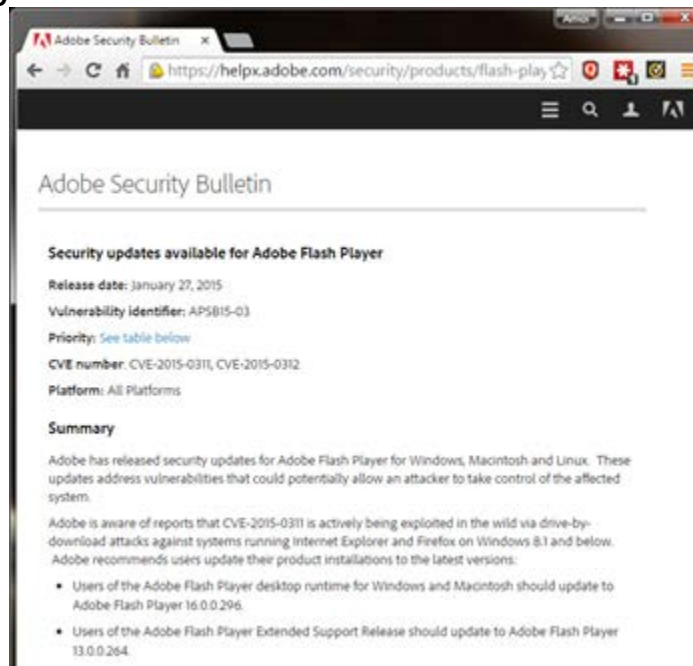 Adobe Security Bulletin
https://helpx.adobe.com/security/products/flash-play
Adobe Security Bulletin
Security updates available for Adobe Flash Player
Release date: January 27, 2015
Vulnerability identifier: APSB15-03
Priority: See table below
CVE number: CVE-2015-0311, CVE-2015-0312
Platform: All Platforms
Summary
Adobe has released security updates for Adobe Flash Player for Windows, Macintosh and Linux. These
updates address vulnerabilities that could potentially allow an attacker to take control of the affected
system.
Adobe is aware of reports that CVE-2015-0311 is actively being exploited in the wild via drive-by-
download attacks against systems running Internet Explorer and Firefox on Windows 8.1 and below.
Adobe recommends users update their product installations to the latest versions:
• Users of the Adobe Flash Player desktop runtime for Windows and Macintosh should update to
Adobe Flash Player 16.0.0.296.
• Users of the Adobe Flash Player Extended Support Release should update to Adobe Flash Player
13.0.0.264.